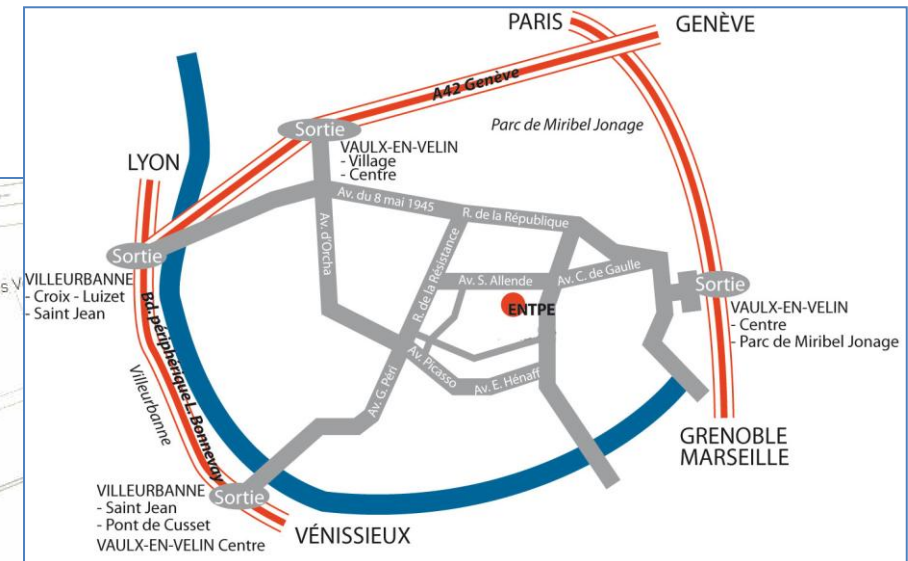 PARIS
GENÈVE
A42 Genève
Parc de Miribel Jonage
Sortie
VAULX-EN-VELIN
- Village
- Centre
LYON
Av. du 8 mai 1945
R. de la République
Av. d'Orcha
R. de la Résistance
Sortie
VILLEURBANNE
- Croix - Luizet
- Saint Jean
Av. S. Allende
Av. C. de Gaulle
Sortie
ENTPE
VAULX-EN-VELIN
- Centre
- Parc de Miribel Jonage
Bd. périphérique L. Bonnevay
Villeurbanne
Av. G. Péri
Av. Picasso
Av. E. Hénaff
GRENOBLE
MARSEILLE
VILLEURBANNE
- Saint Jean
- Pont de Cusset
VAULX-EN-VELIN Centre
Sortie
VÉNISSIEUX